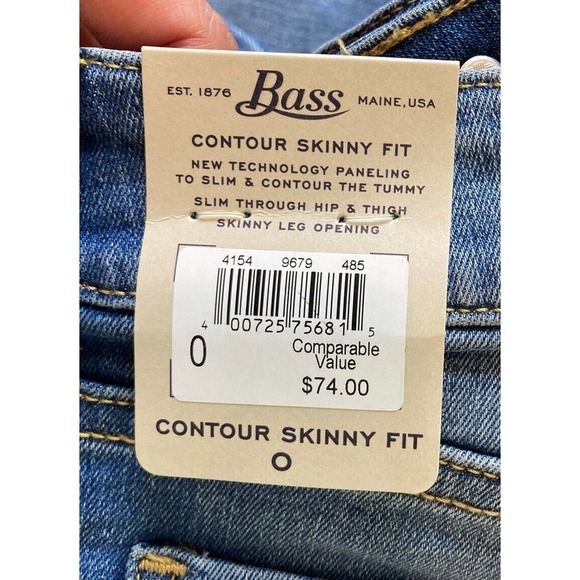 EST. 1876 Bass MAINE, USA
CONTOUR SKINNY FIT
NEW TECHNOLOGY PANELING
TO SLIM & CONTOUR THE TUMMY
SLIM THROUGH HIP & THIGH
SKINNY LEG OPENING
4154 9679 485
4 00725 75681 5
0 Comparable
Value
$74.00
CONTOUR SKINNY FIT
0